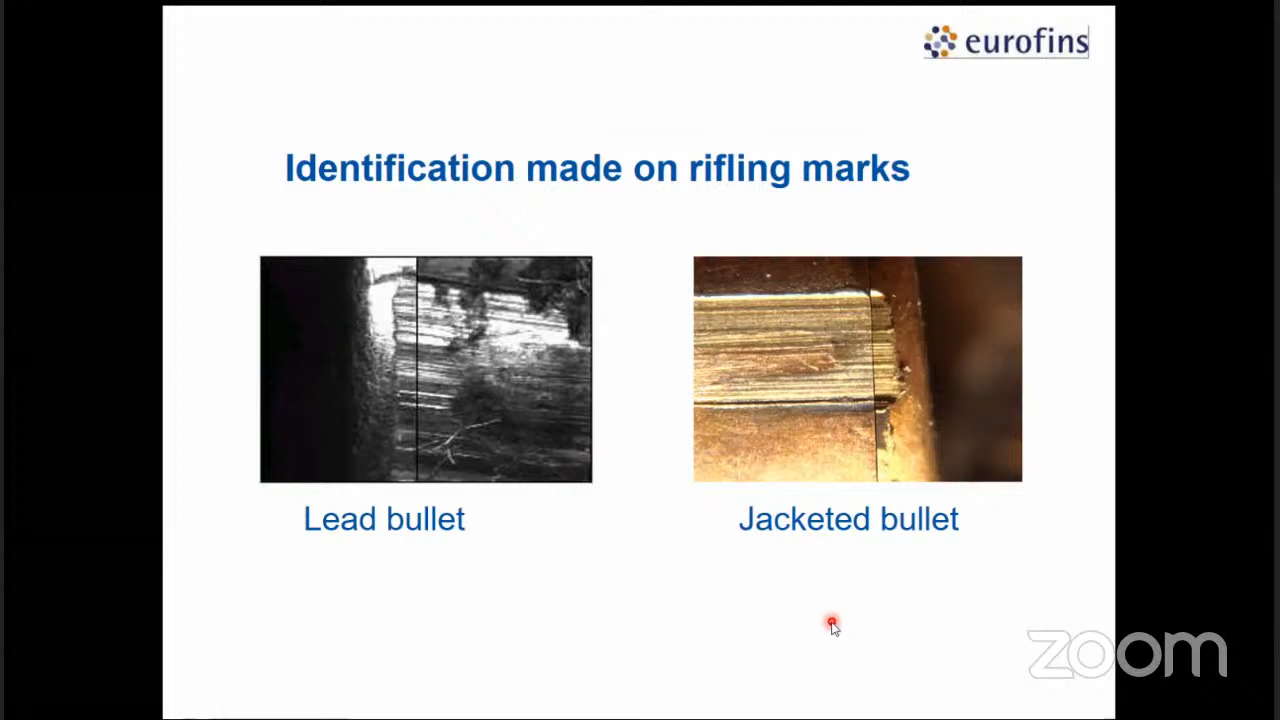 eurofins
Identification made on rifling marks
Lead bullet
Jacketed bullet
zoom